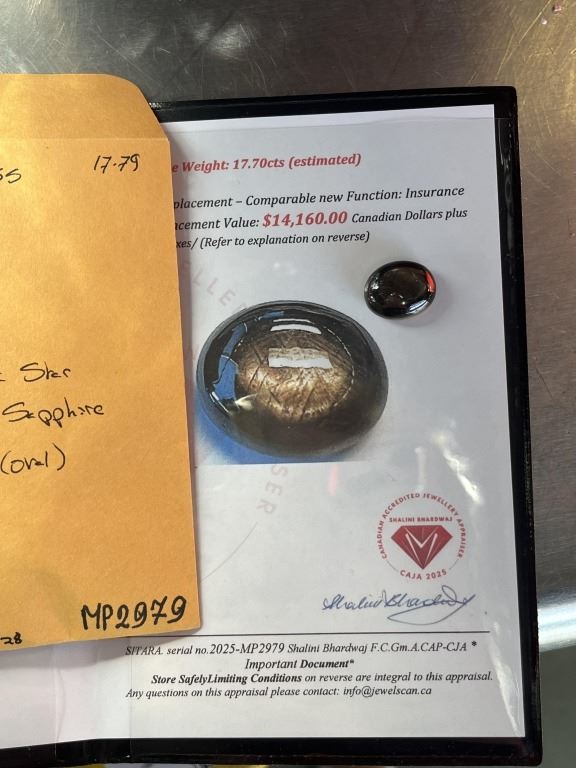 17.79
e Weight: 17.70cts (estimated)
placement – Comparable new Function: Insurance
cement Value: $14,160.00 Canadian Dollars plus
xes/ (Refer to explanation on reverse)
Star
Sapphire
(oval)
CANADIAN ACCREDITED JEWELLERY APPRAISER
SHALINI BHARDWAJ
CAJA 2025
MP2979
28
SITARA. serial no.2025-MP2979 Shalini Bhardwaj F.C.Gm.A.CAP-CJA *
Important Document*
Store SafelyLimiting Conditions on reverse are integral to this appraisal.
Any questions on this appraisal please contact: info@jewelscan.ca